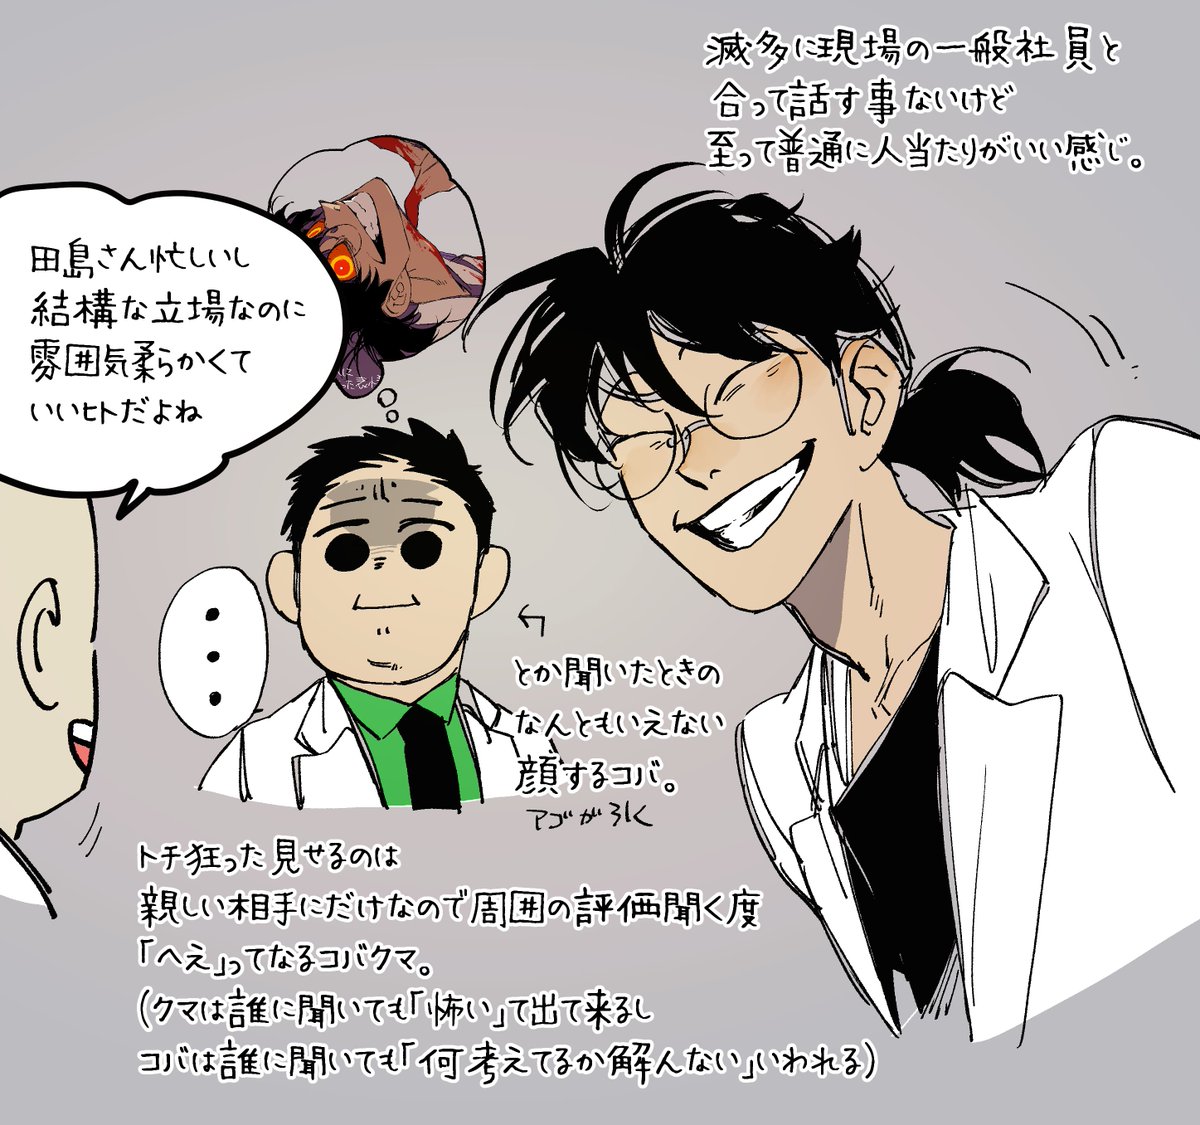 滅多に現場の一般社員と
合って話す事ないけど
至って普通に人当たりがいい感じ。
田島さん忙しいし
結構な立場なのに
雰囲気柔らかくて
いいヒトだよね
とか聞いたときの
なんともいえない
顔するコバ。
アゴが引く
トチ狂った見せるのは
親しい相手にだけなので周囲の評価聞く度
「へえ」ってなるコバクマ。
(クマは誰に聞いても「怖い」て出て来るし
コバは誰に聞いても「何考えてるか解んない」いわれる)